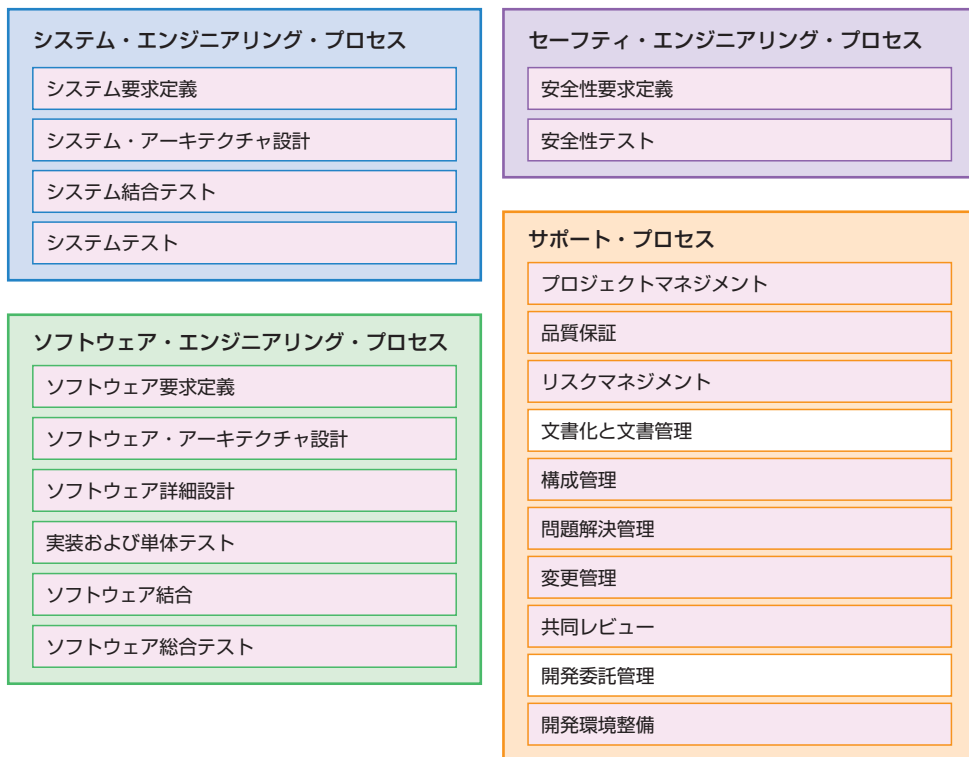 システム・エンジニアリング・プロセス
システム要求定義
システム・アーキテクチャ設計
システム結合テスト
システムテスト
ソフトウェア・エンジニアリング・プロセス
ソフトウェア要求定義
ソフトウェア・アーキテクチャ設計
ソフトウェア詳細設計
実装および単体テスト
ソフトウェア結合
ソフトウェア総合テスト
セーフティ・エンジニアリング・プロセス
安全性要求定義
安全性テスト
サポート・プロセス
プロジェクトマネジメント
品質保証
リスクマネジメント
文書化と文書管理
構成管理
問題解決管理
変更管理
共同レビュー
開発委託管理
開発環境整備